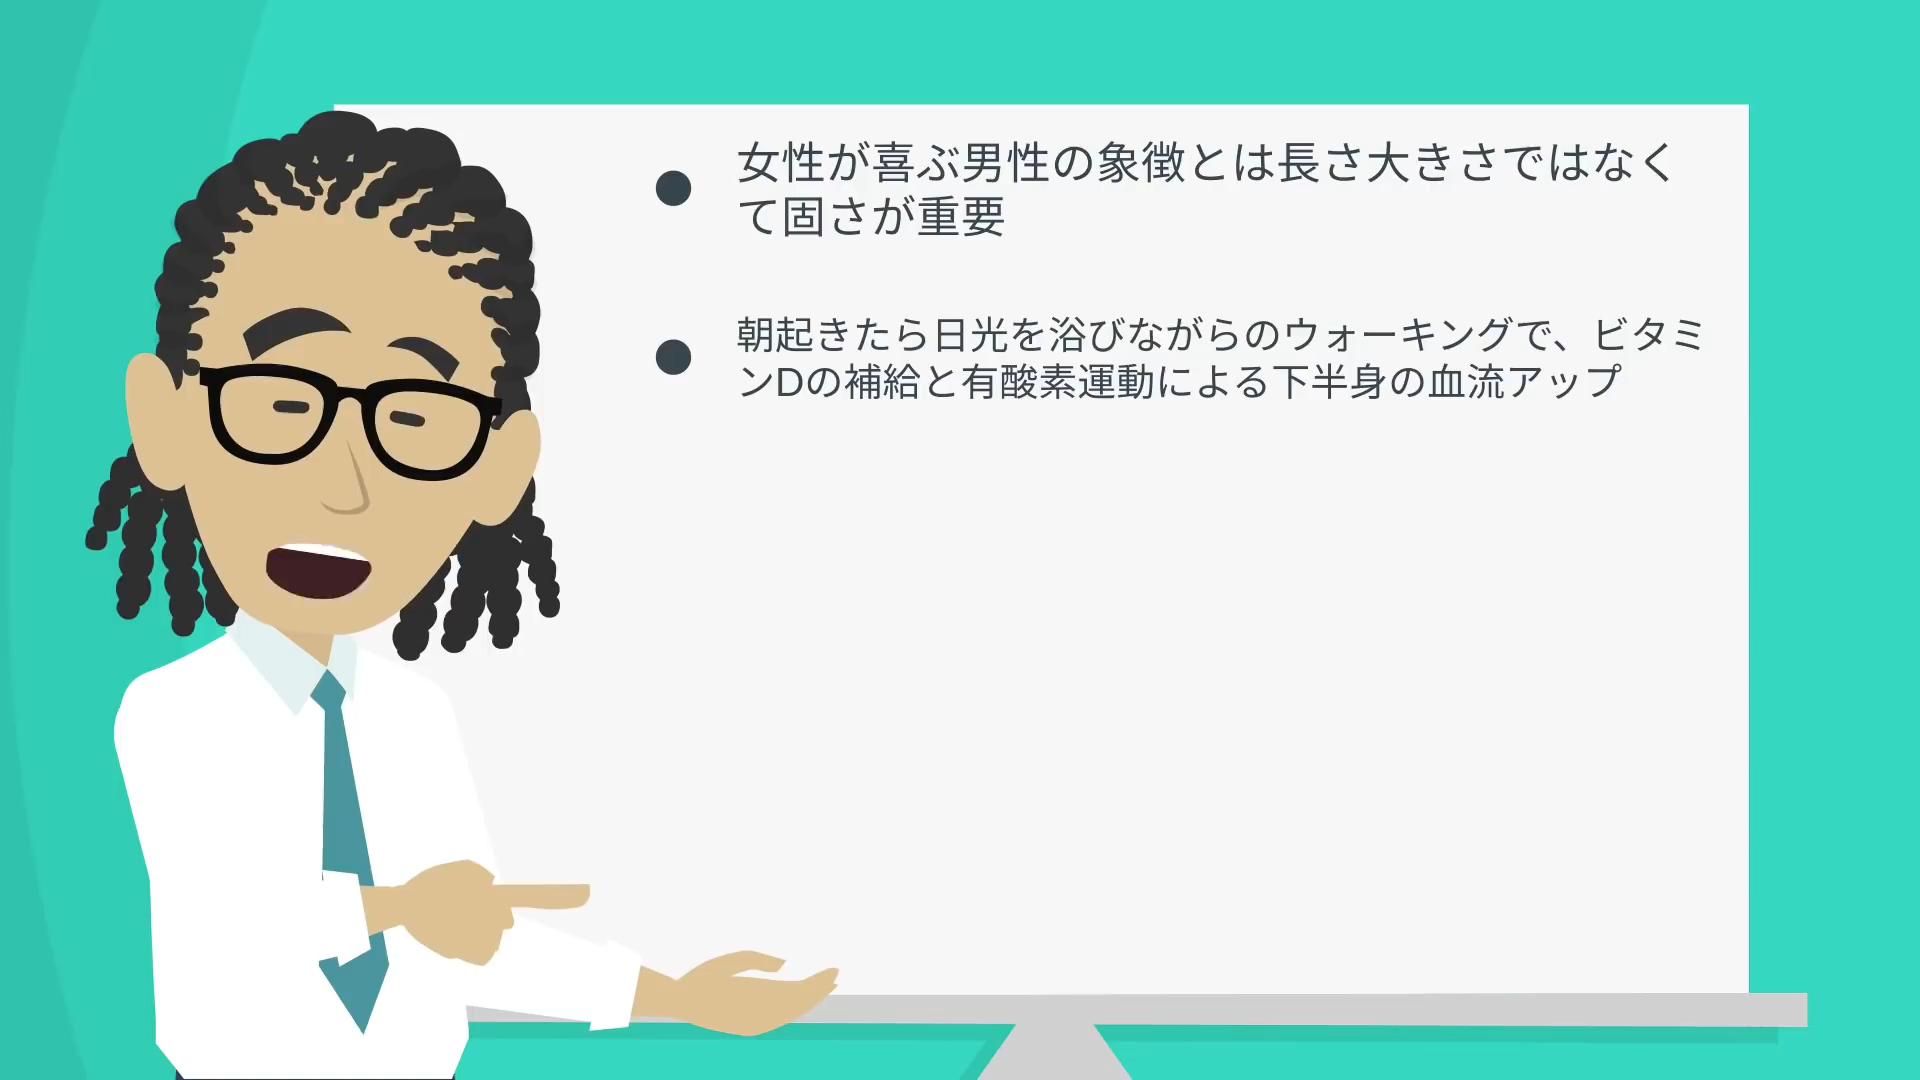 女性が喜ぶ男性の象徴とは長さ大きさではなく
て固さが重要
朝起きたら日光を浴びながらのウォーキングで、ビタミ
ンDの補給と有酸素運動による下半身の血流アップ